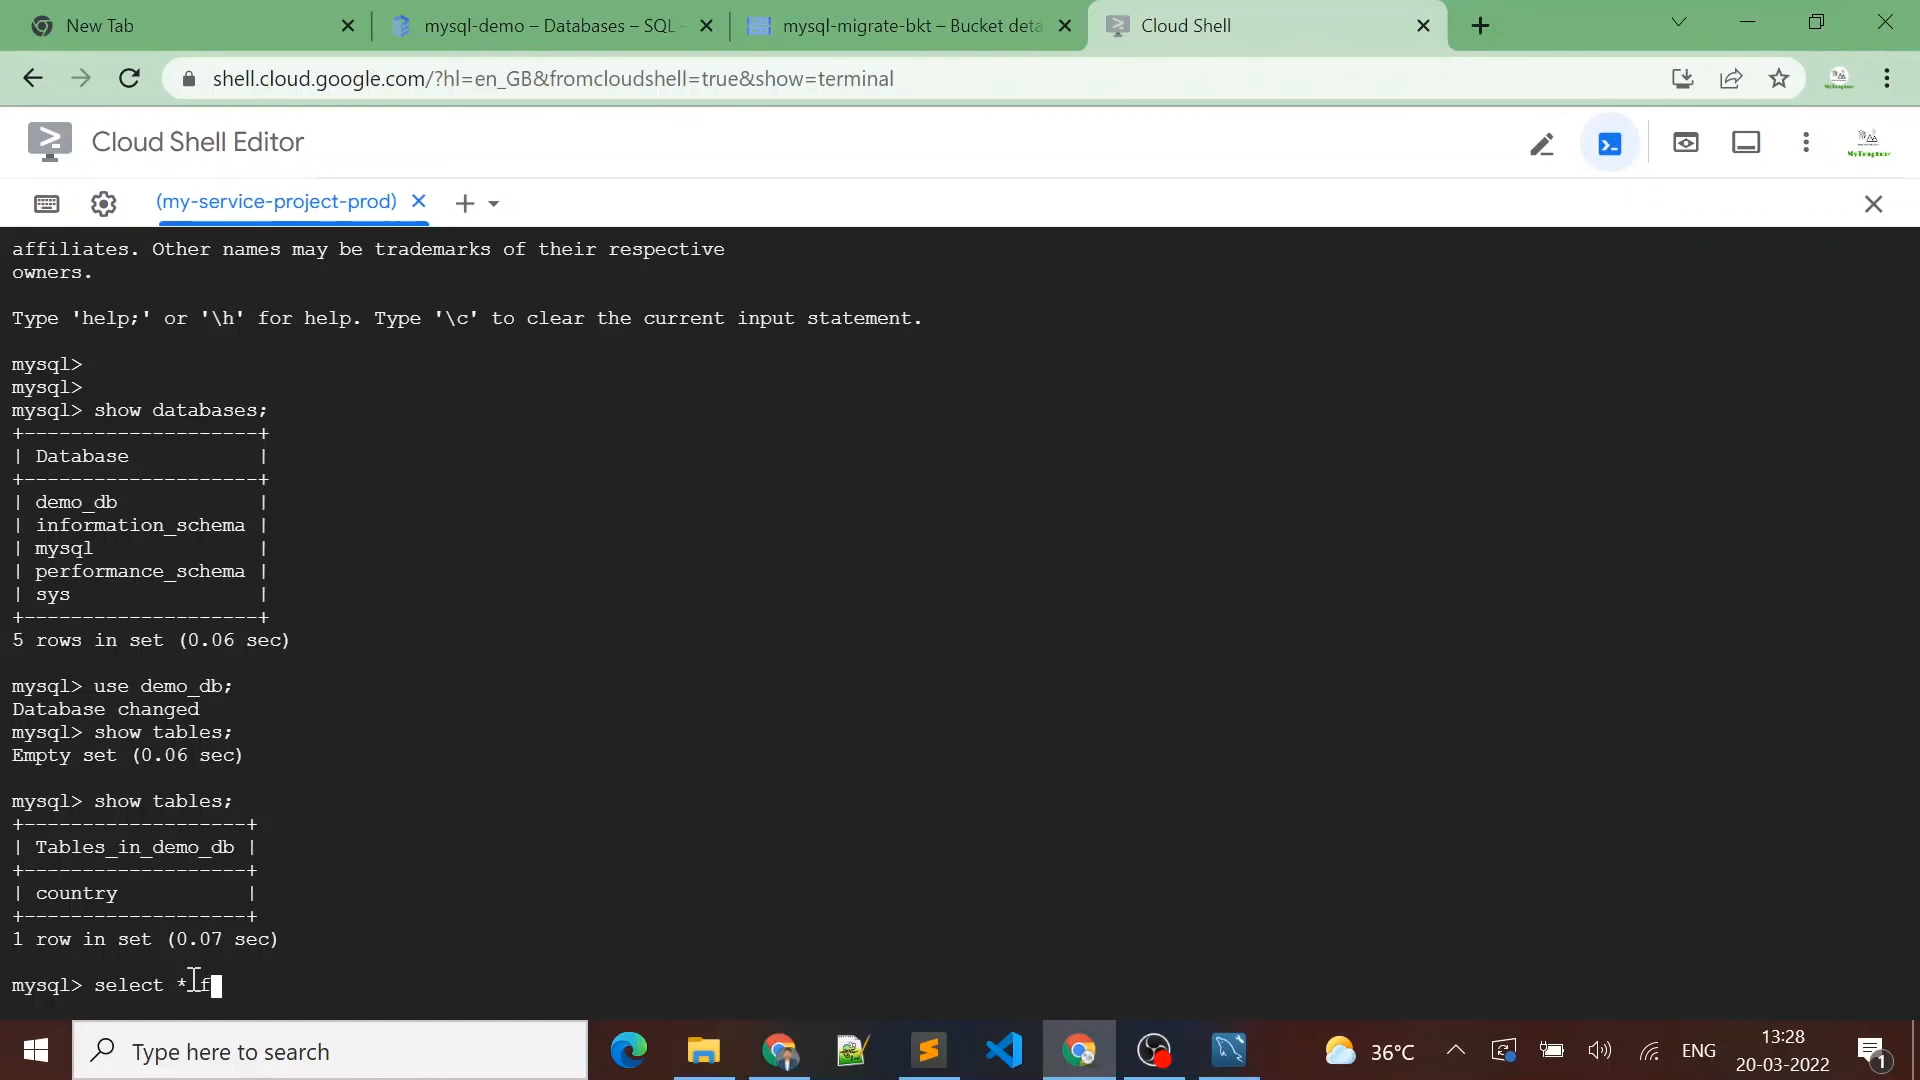 New Tab
mysql-demo – Databases – SQL
mysql-migrate-bkt – Bucket deta
Cloud Shell
shell.cloud.google.com/?hl=en_GB&fromcloudshell=true&show=terminal
Cloud Shell Editor
(my-service-project-prod)
affiliates. Other names may be trademarks of their respective
owners.
Type 'help;' or '\h' for help. Type '\c' to clear the current input statement.
mysql>
mysql>
mysql> show databases;
+--------------------+
| Database           |
+--------------------+
| demo_db            |
| information_schema |
| mysql              |
| performance_schema |
| sys                |
+--------------------+
5 rows in set (0.06 sec)
mysql> use demo_db;
Database changed
mysql> show tables;
Empty set (0.06 sec)
mysql> show tables;
+-------------------+
| Tables_in_demo_db |
+-------------------+
| country           |
+-------------------+
1 row in set (0.07 sec)
mysql> select * f
Type here to search
36°C
ENG
13:28
20-03-2022
1